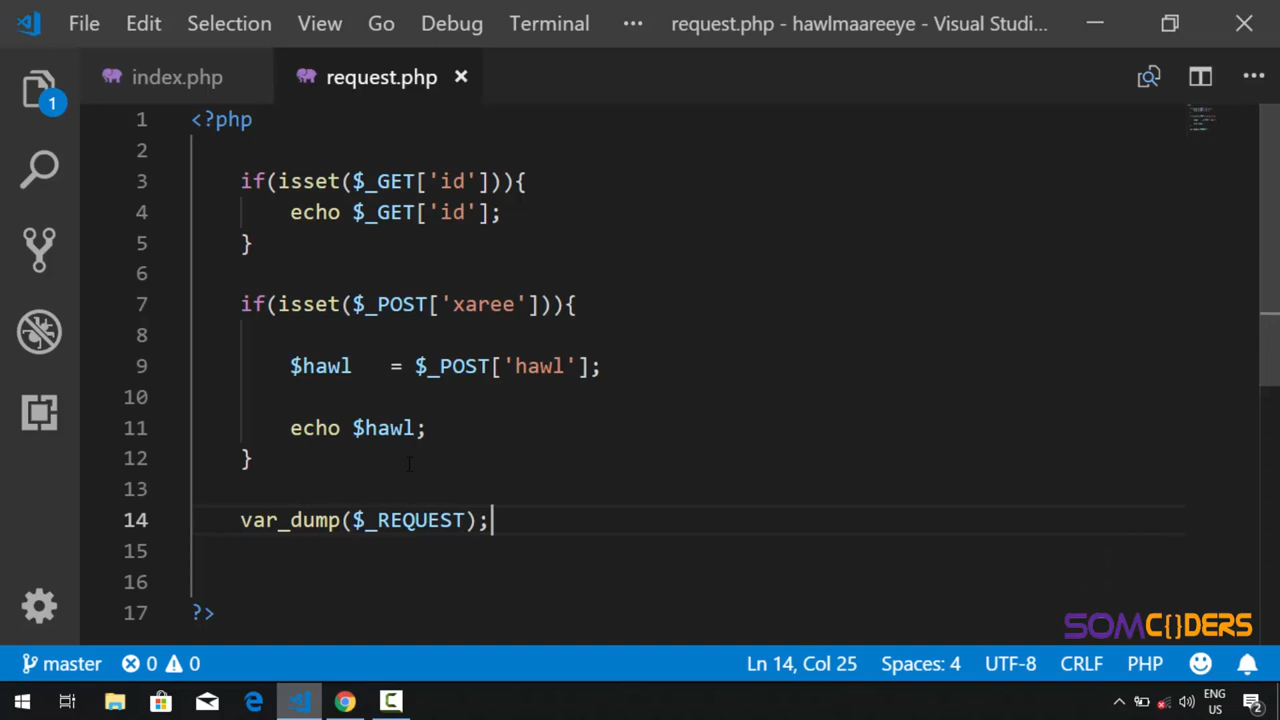 File Edit Selection View Go Debug Terminal ··· request.php - hawlmaareeye - Visual Studi...
index.php request.php ×
1
1 <?php
2
3 if(isset($_GET['id'])){
4 echo $_GET['id'];
5 }
6
7 if(isset($_POST['xaree'])){
8
9 $hawl = $_POST['hawl'];
10
11 echo $hawl;
12 }
13
14 var_dump($_REQUEST);
15
16
17 ?>
SOMC{}DERS
master 0 0 Ln 14, Col 25 Spaces: 4 UTF-8 CRLF PHP
ENG
US
2